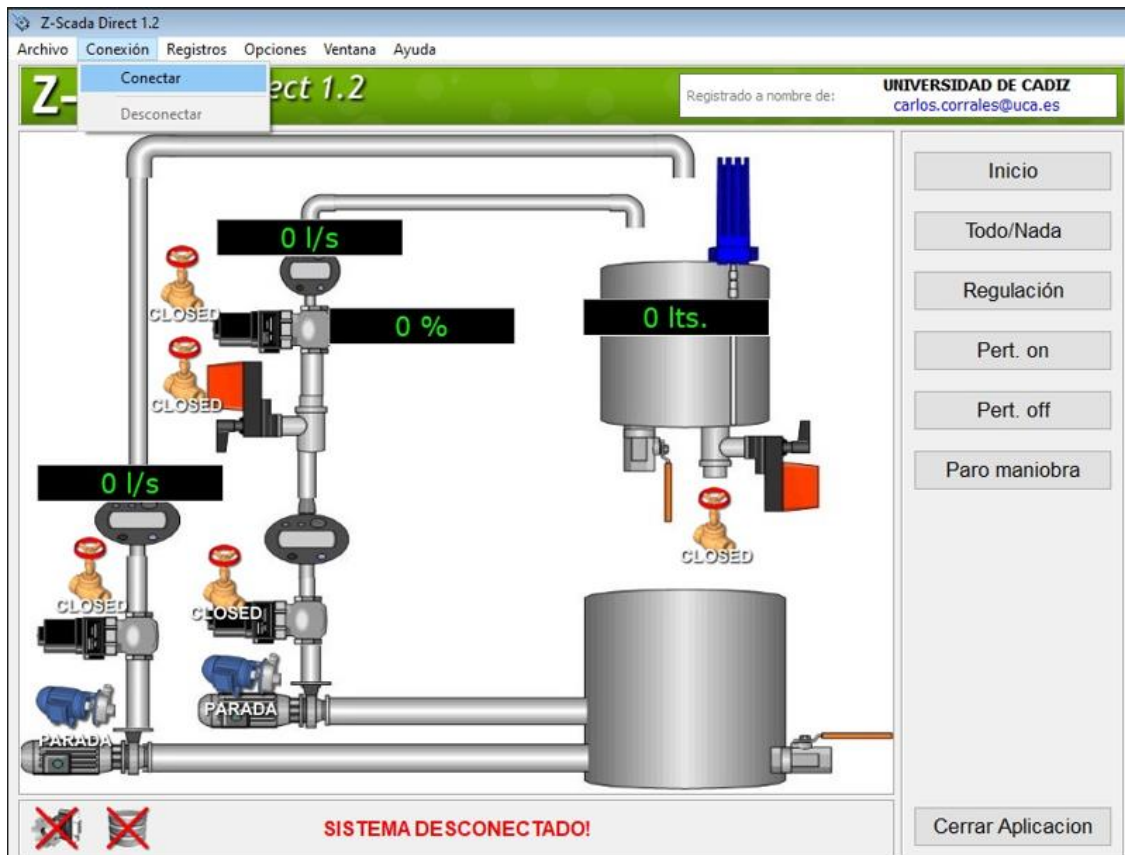 Z-Scada Direct 1.2
Archivo Conexión Registros Opciones Ventana Ayuda
Conectar
Desconectar
Z- ect 1.2
Registrado a nombre de:
UNIVERSIDAD DE CADIZ
carlos.corrales@uca.es
0 l/s
CLOSED
0 %
CLOSED
0 lts.
0 l/s
CLOSED
CLOSED
CLOSED
PARADA
PARADA
Inicio
Todo/Nada
Regulación
Pert. on
Pert. off
Paro maniobra
SISTEMA DESCONECTADO!
Cerrar Aplicacion